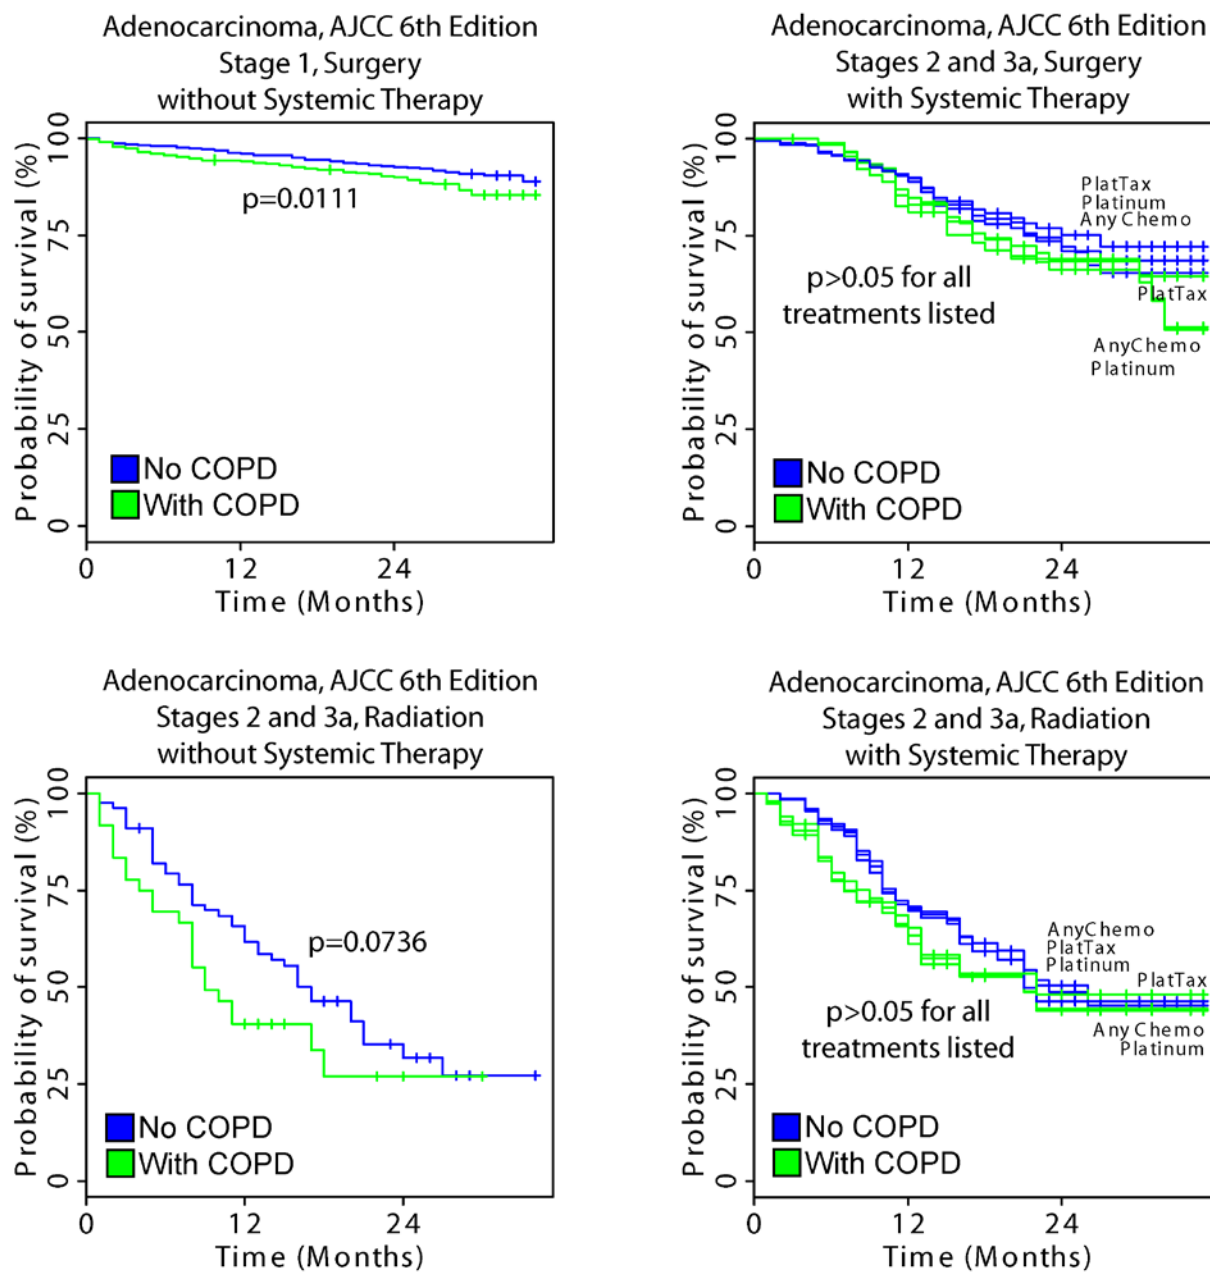 Adenocarcinoma, AJCC 6th Edition
Stage 1, Surgery
without Systemic Therapy
Probability of survival (%)
100
75
50
25
0
p=0.0111
No COPD
With COPD
0 12 24
Time (Months)
Adenocarcinoma, AJCC 6th Edition
Stages 2 and 3a, Surgery
with Systemic Therapy
Probability of survival (%)
100
75
50
25
0
PlatTax
Platinum
Any Chemo
p>0.05 for all
treatments listed
PlatTax
AnyChemo
Platinum
No COPD
With COPD
0 12 24
Time (Months)
Adenocarcinoma, AJCC 6th Edition
Stages 2 and 3a, Radiation
without Systemic Therapy
Probability of survival (%)
100
75
50
25
0
p=0.0736
No COPD
With COPD
0 12 24
Time (Months)
Adenocarcinoma, AJCC 6th Edition
Stages 2 and 3a, Radiation
with Systemic Therapy
Probability of survival (%)
100
75
50
25
0
AnyChemo
PlatTax
Platinum
PlatTax
p>0.05 for all
treatments listed
Any Chemo
Platinum
No COPD
With COPD
0 12 24
Time (Months)